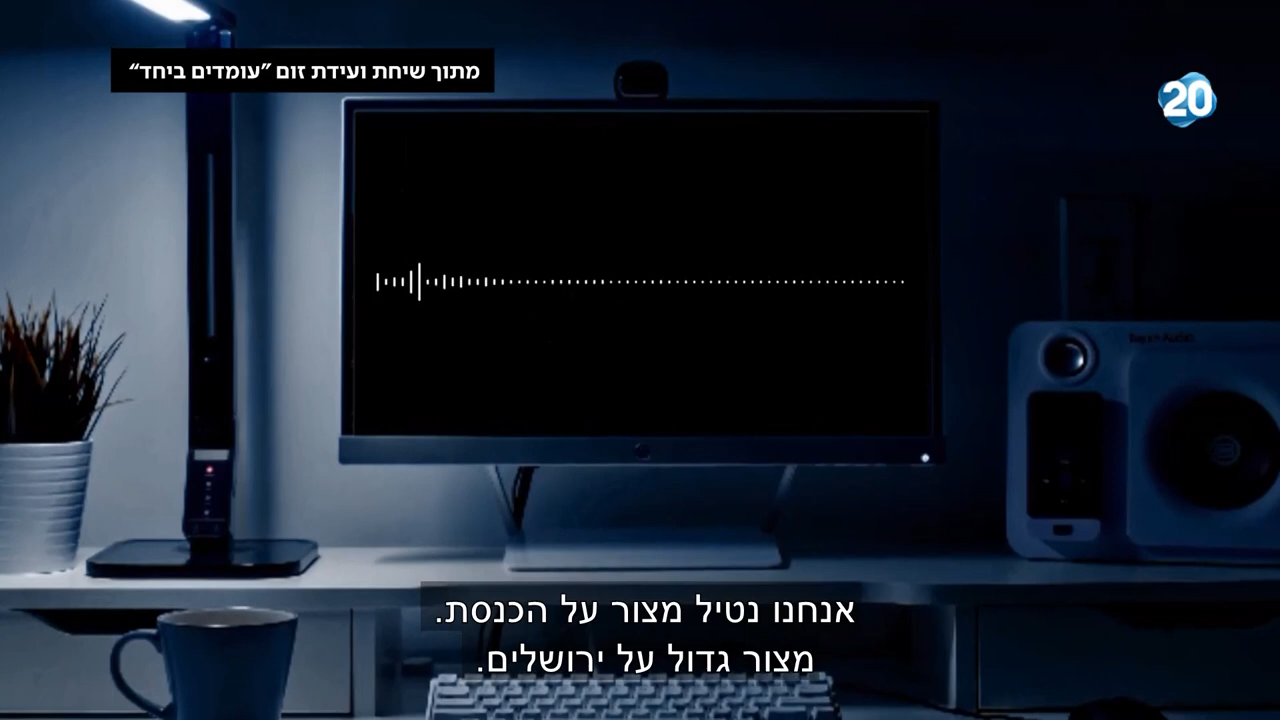 מתוך שיחת ועידת זום ״עומדים ביחד״
20
אנחנו נטיל מצור על הכנסת.
מצור גדול על ירושלים.